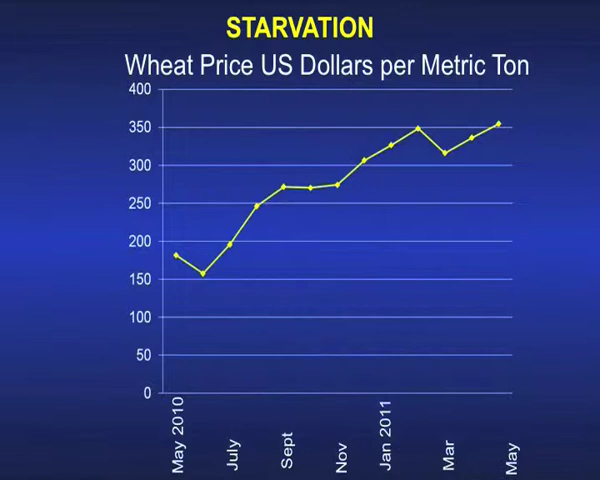 STARVATION
Wheat Price US Dollars per Metric Ton
400
350
300
250
200
150
100
50
0
May 2010
July
Sept
Nov
Jan 2011
Mar
May